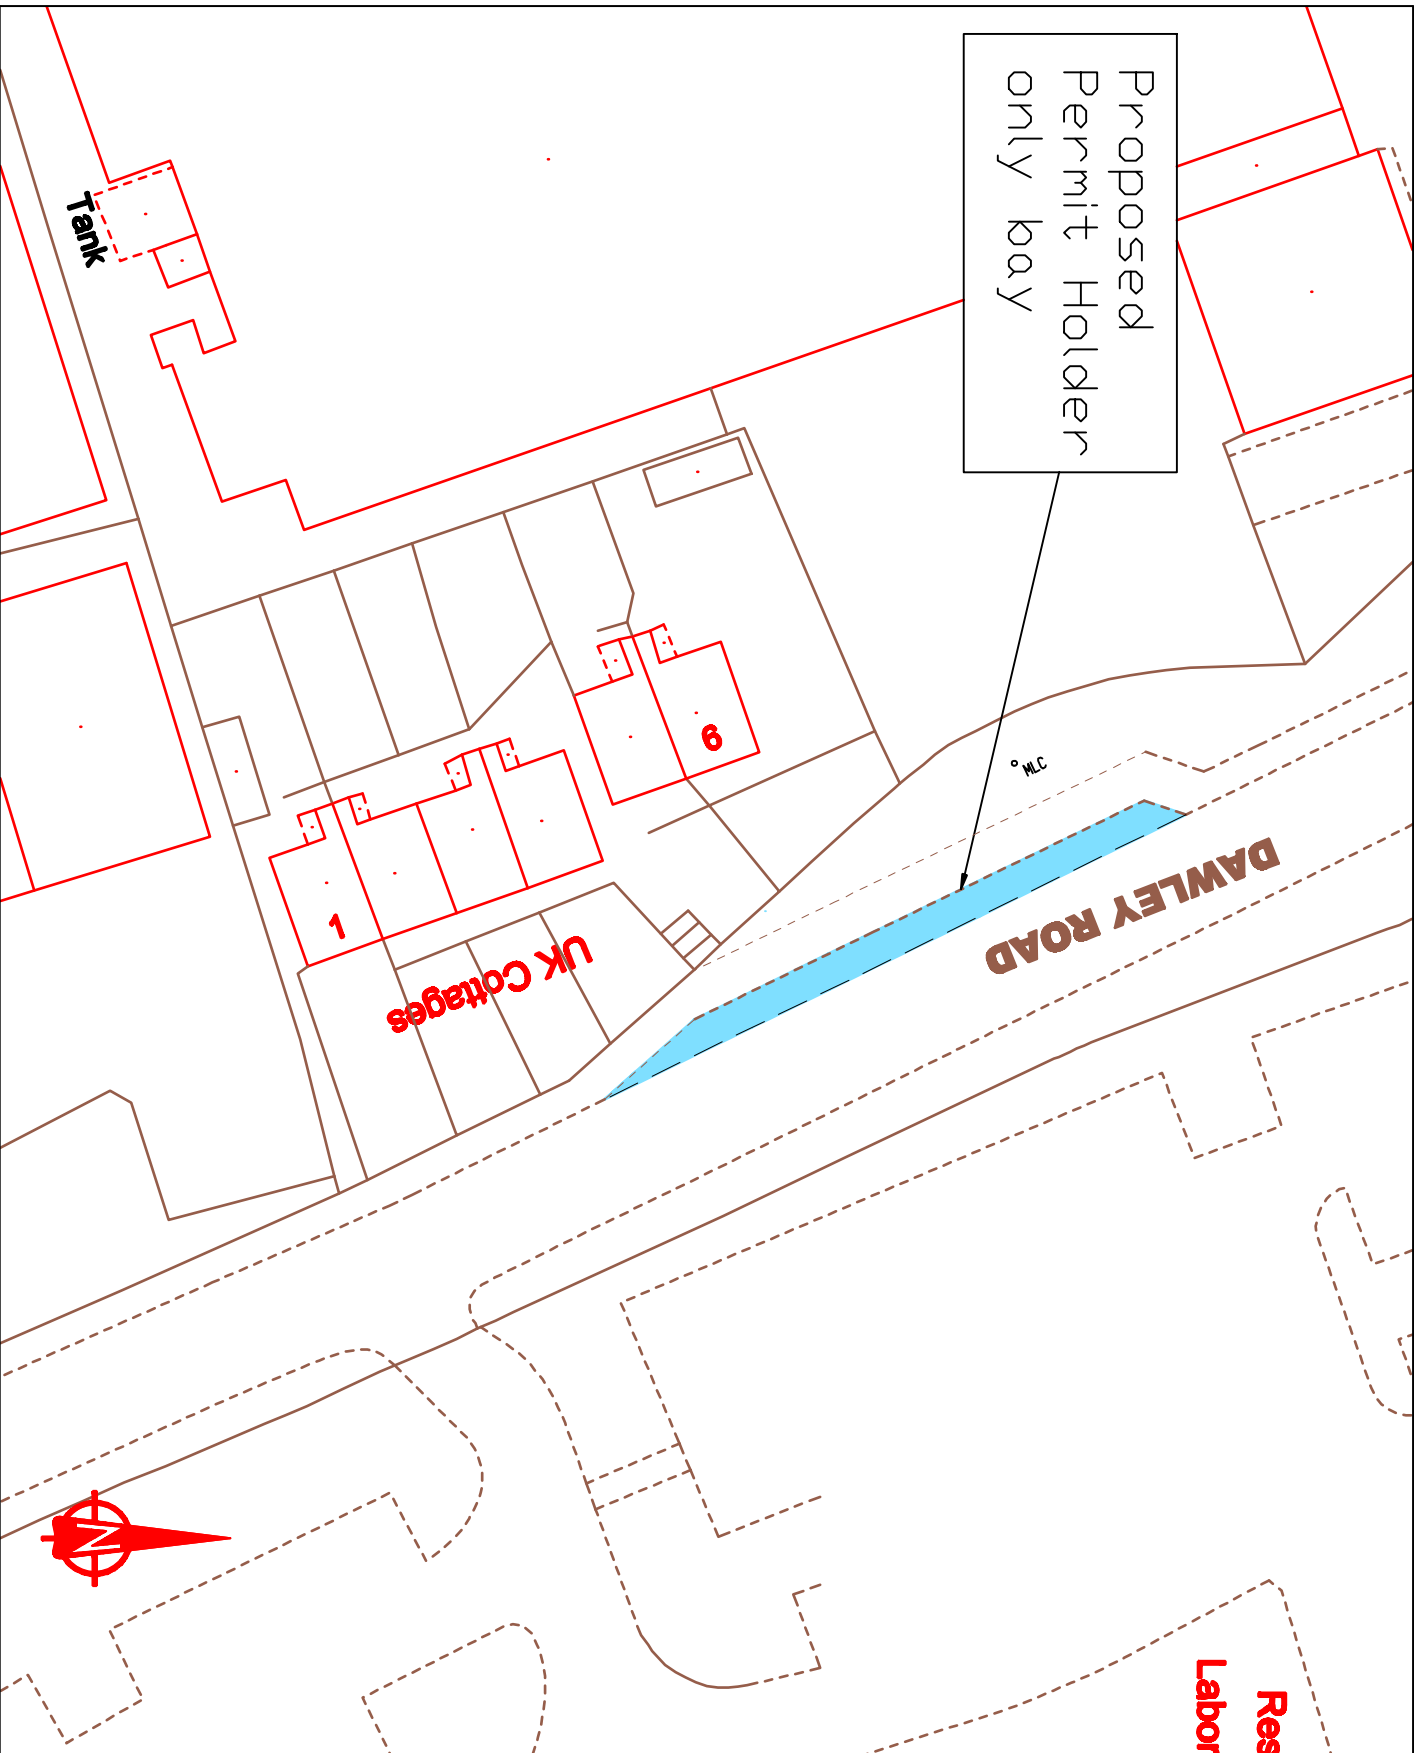 Proposed
Permit Holder
only bay
Tank
6
MLC
DAWLEY ROAD
1
UK Cottages
N
Res
Labor